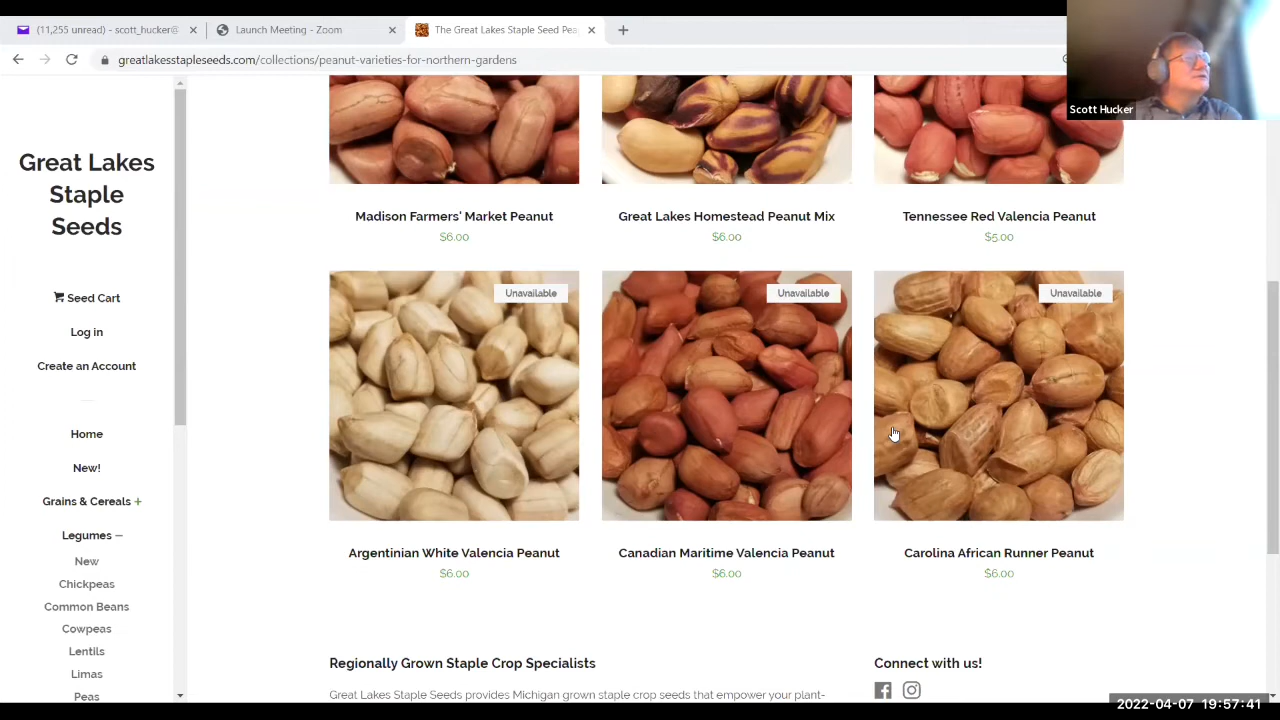 (11,255 unread) - scott_hucker@
Launch Meeting - Zoom
The Great Lakes Staple Seed Pea
greatlakesstapleseeds.com/collections/peanut-varieties-for-northern-gardens
Scott Hucker
Great Lakes
Staple
Seeds
Seed Cart
Log in
Create an Account
Home
New!
Grains & Cereals +
Legumes –
New
Chickpeas
Common Beans
Cowpeas
Lentils
Limas
Peas
Madison Farmers' Market Peanut
$6.00
Great Lakes Homestead Peanut Mix
$6.00
Tennessee Red Valencia Peanut
$5.00
Unavailable
Argentinian White Valencia Peanut
$6.00
Unavailable
Canadian Maritime Valencia Peanut
$6.00
Unavailable
Carolina African Runner Peanut
$6.00
Regionally Grown Staple Crop Specialists
Great Lakes Staple Seeds provides Michigan grown staple crop seeds that empower your plant-
Connect with us!
2022-04-07 19:57:41